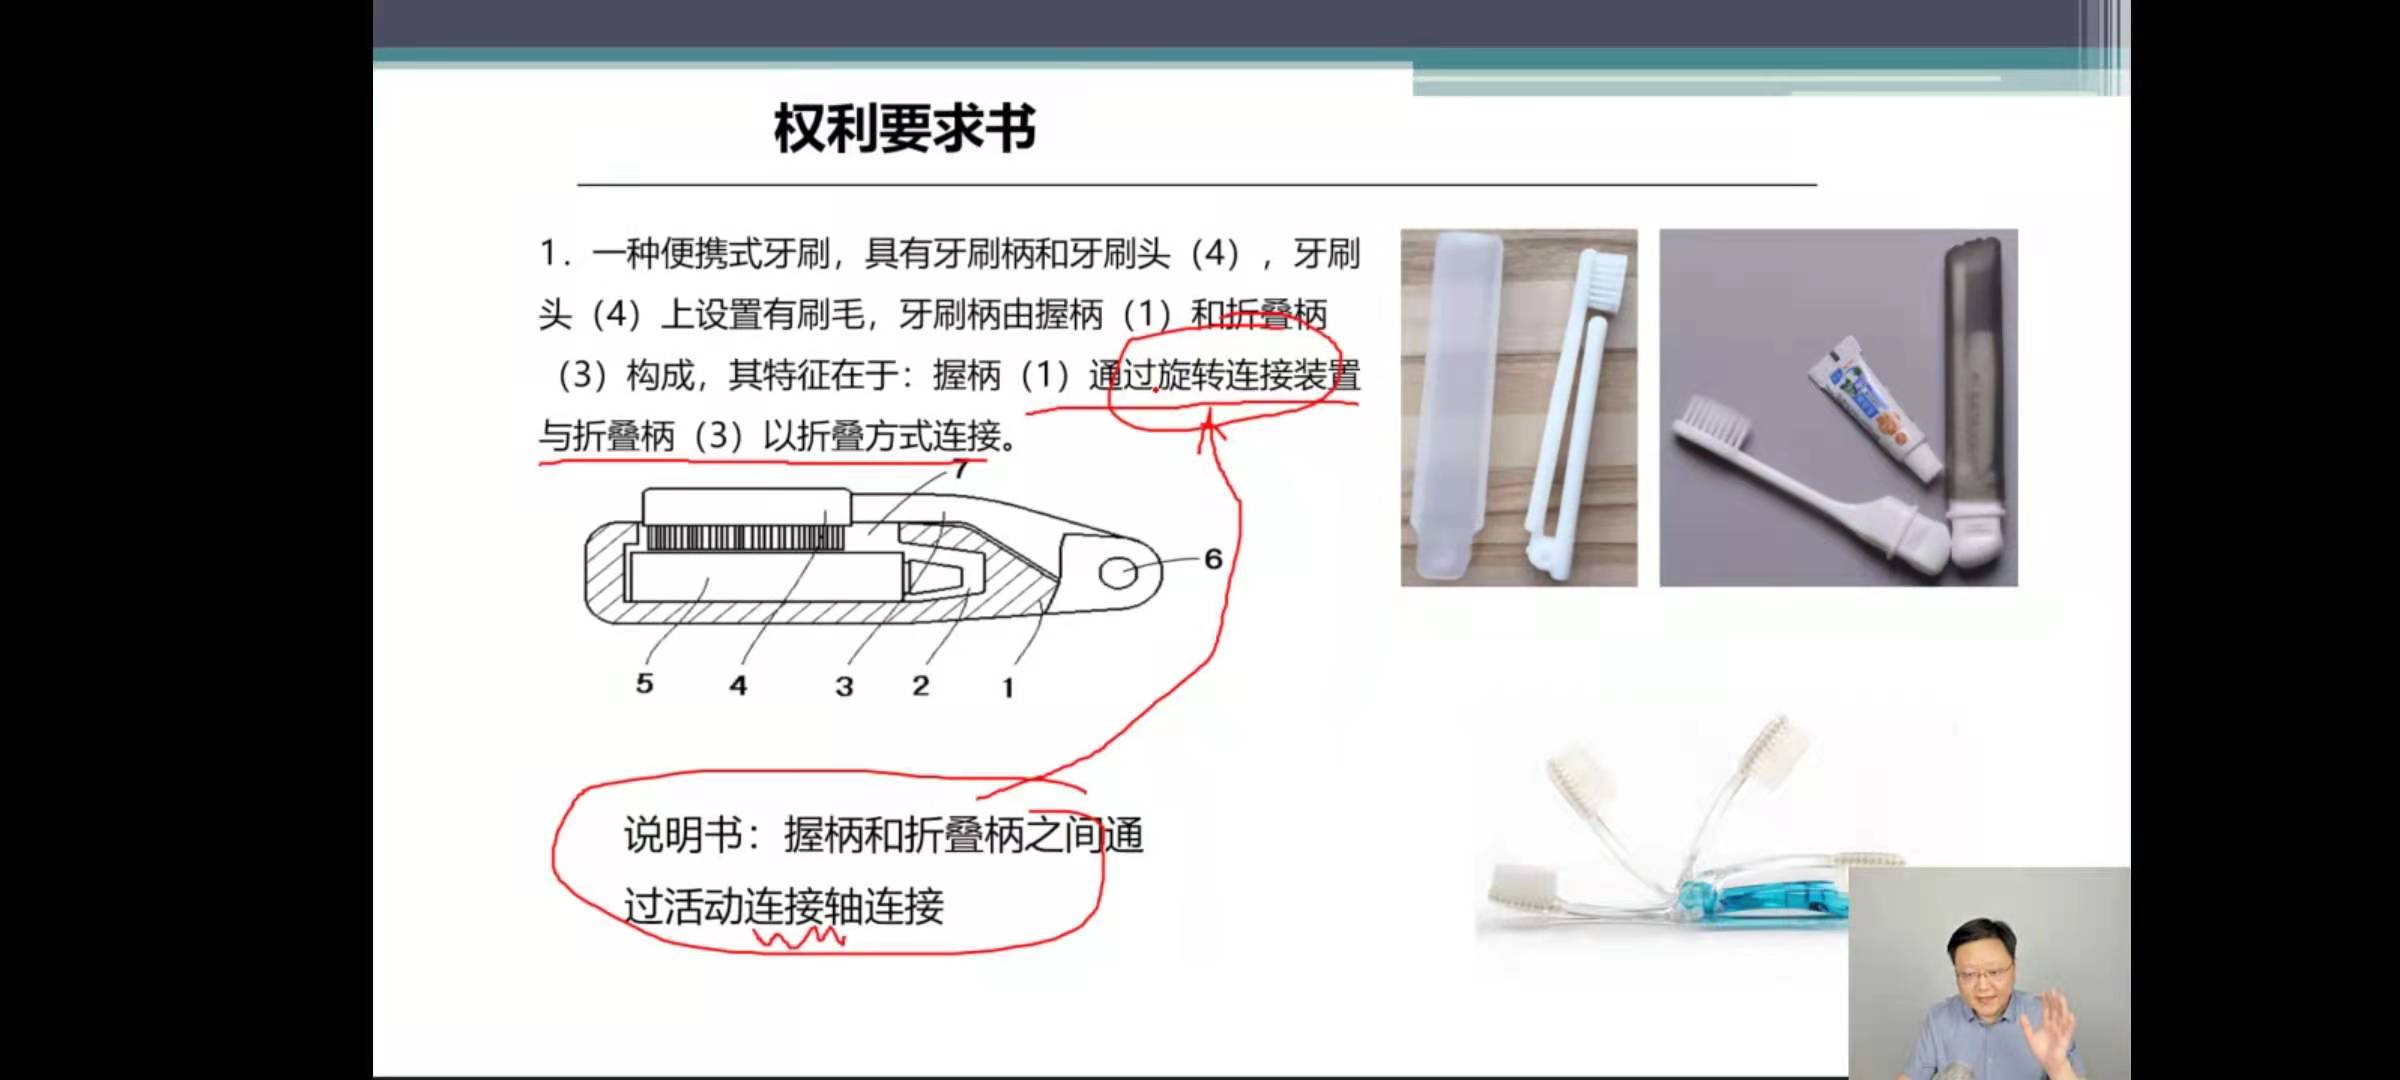 权利要求书
1. 一种便携式牙刷，具有牙刷柄和牙刷头（4），牙刷
头（4）上设置有刷毛，牙刷柄由握柄（1）和折叠柄
（3）构成，其特征在于：握柄（1）通过旋转连接装置
与折叠柄（3）以折叠方式连接。
7
6
5 4 3 2 1
说明书：握柄和折叠柄之间通
过活动连接轴连接